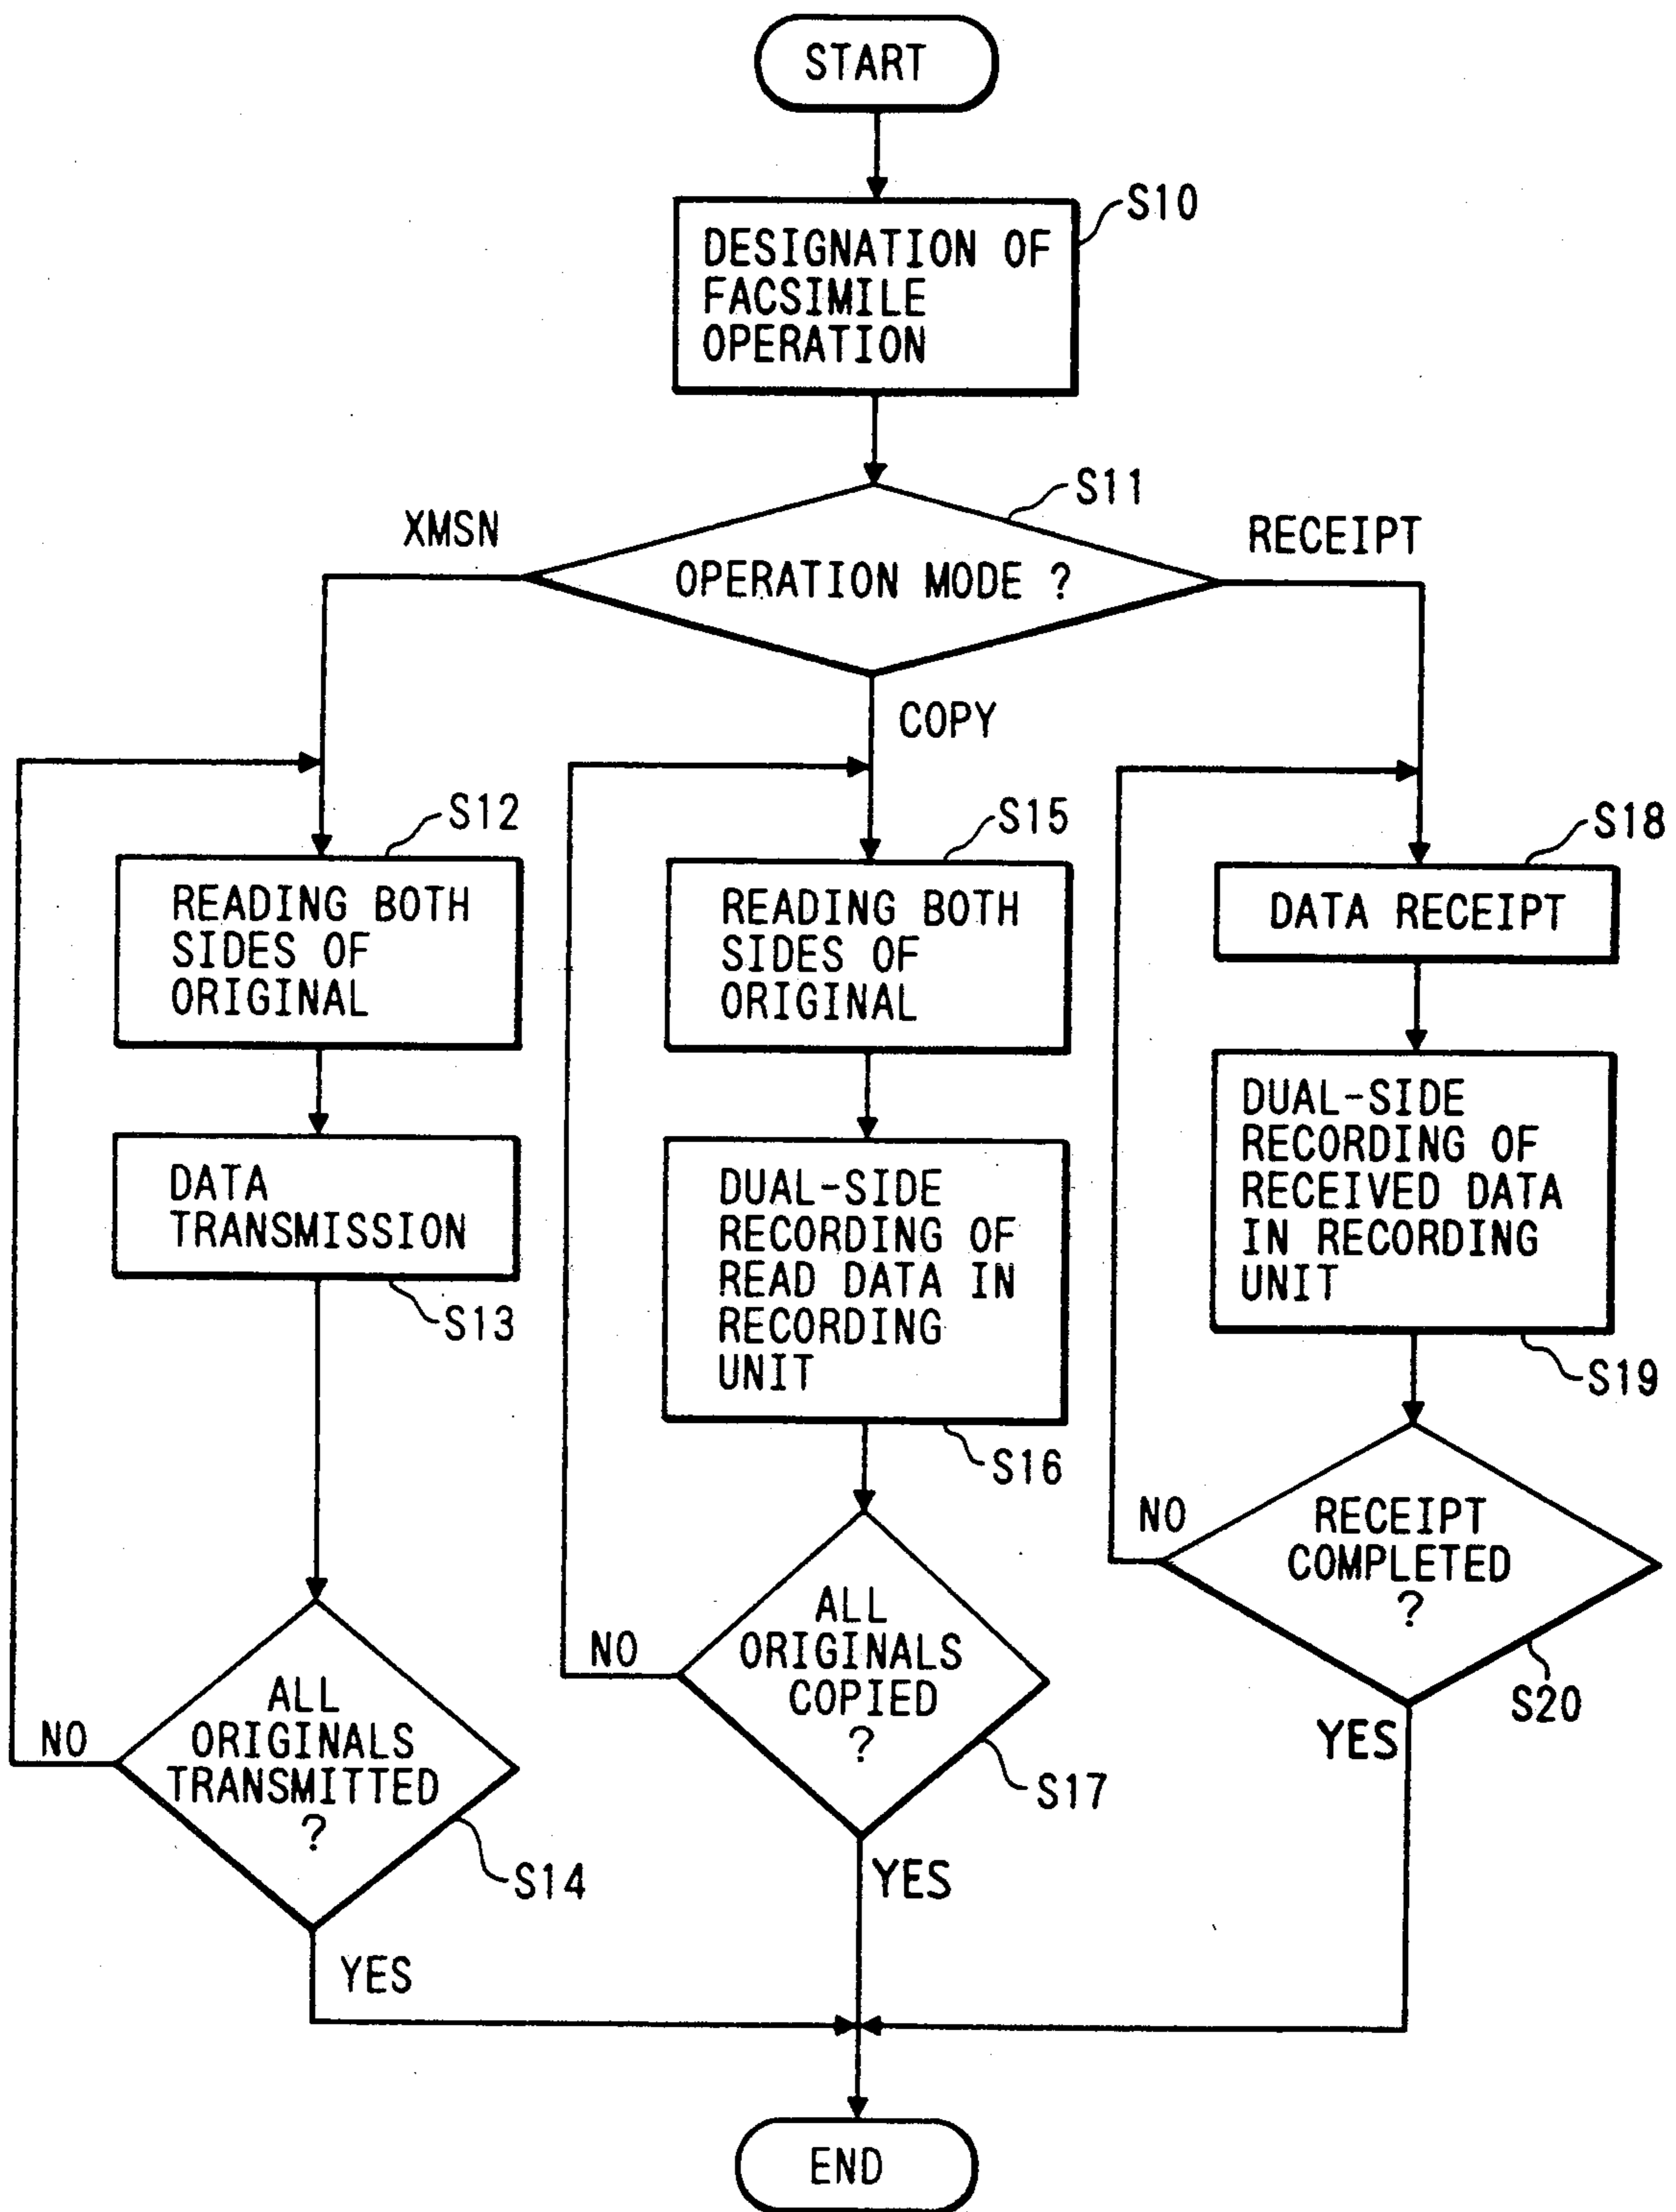 START
S10
DESIGNATION OF
FACSIMILE
OPERATION
S11
XMSN
RECEIPT
OPERATION MODE ?
COPY
S12
READING BOTH
SIDES OF
ORIGINAL
DATA
TRANSMISSION
S13
NO
ALL
ORIGINALS
TRANSMITTED
?
S14
YES
S15
READING BOTH
SIDES OF
ORIGINAL
DUAL-SIDE
RECORDING OF
READ DATA IN
RECORDING
UNIT
S16
NO
ALL
ORIGINALS
COPIED
?
S17
YES
S18
DATA RECEIPT
DUAL-SIDE
RECORDING OF
RECEIVED DATA
IN RECORDING
UNIT
S19
NO
RECEIPT
COMPLETED
?
S20
YES
END